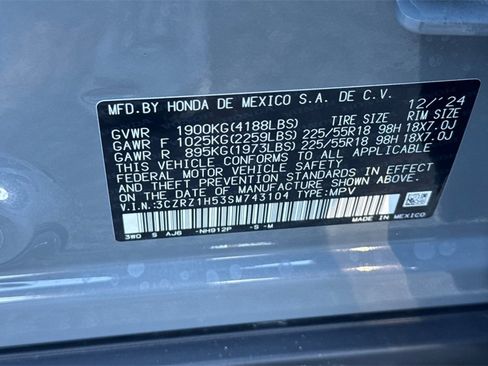 MFD.BY HONDA DE MEXICO S.A. DE C.V. 12/'24
TIRE SIZE RIM SIZE
GVWR 1900KG(4188LBS)
GAWR F 1025KG(2259LBS) 225/55R18 98H 18X7.0J
GAWR R 895KG(1973LBS) 225/55R18 98H 18X7.0J
THIS VEHICLE CONFORMS TO ALL APPLICABLE
FEDERAL MOTOR VEHICLE SAFETY
AND THEFT PREVENTION STANDARDS IN EFFECT
ON THE DATE OF MANUFACTURE SHOWN ABOVE.
V.I.N.:3CZRZ1H53SM743104 TYPE:MPV
3WD S AJ6 NH912P -S -M MADE IN MEXICO